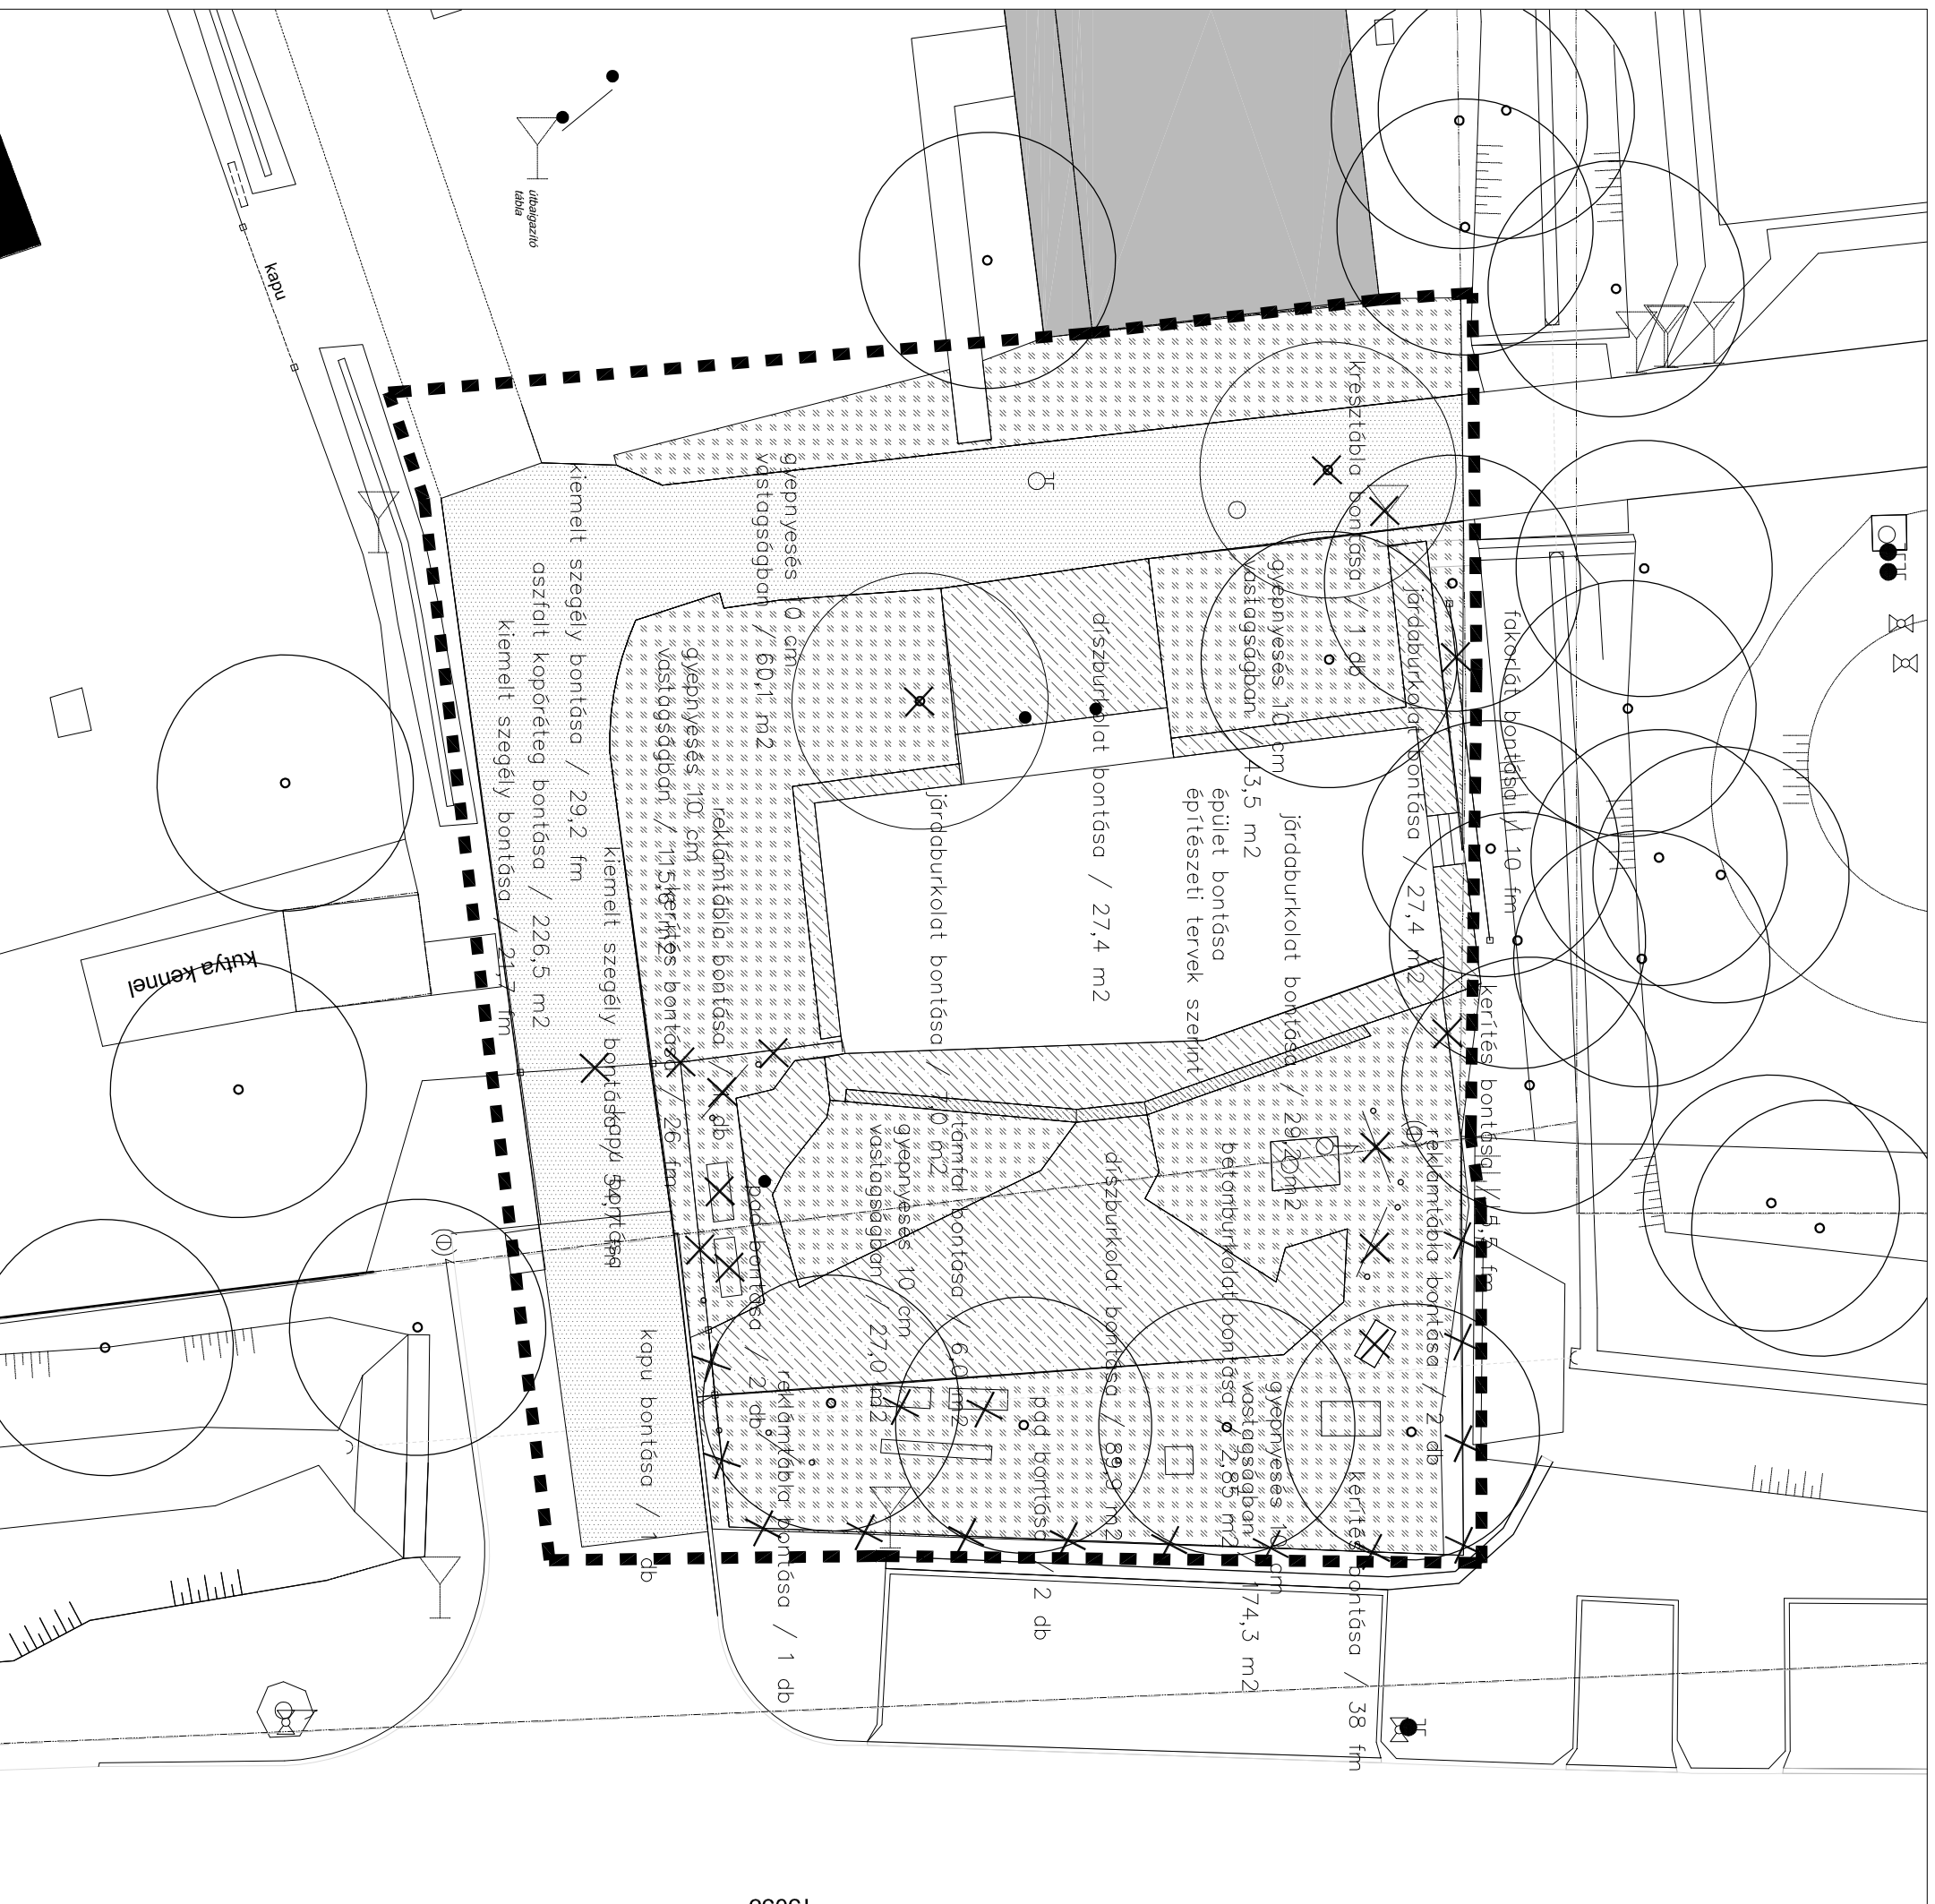 útbaigazító
tábla
kapu
kutya kennel
kresztábla bontása / 1 db
fakorlát bontása / 10 fm
járdaburkolat bontása / 27,4 m2
gyepnyesés 10 cm
vastagságban / 43,5 m2
gyepnyesés 10 cm
vastagságban / 60,1 m2
kiemelt szegély bontása / 29,2 fm
aszfalt kopóréteg bontása / 226,5 m2
kiemelt szegély bontása / 21,7 fm
díszburkolat bontása / 27,4 m2
épület bontása
építészeti tervek szerint
járdaburkolat bontása / 29,2 m2
járdaburkolat bontása / 7,0 m2
gyepnyesés 10 cm
vastagságban / 115,6 m2
reklámtábla bontása / 1 db
kerítés bontása / 26 fm
kiemelt szegély bontása / 54,7 fm
kapu bontása
kerítés bontása / 5,5 fm
reklámtábla bontása / 2 db
támfal bontása / 6,0 m2
gyepnyesés 10 cm
vastagságban / 27,0 m2
díszburkolat bontása / 89,9 m2
betonburkolat bontása / 2,85 m2
pad bontása / 2 db
kapu bontása / 1 db
reklámtábla bontása / 1 db
pad bontása / 2 db
gyepnyesés 10 cm
vastagságban / 174,3 m2
kerítés bontása / 38 fm